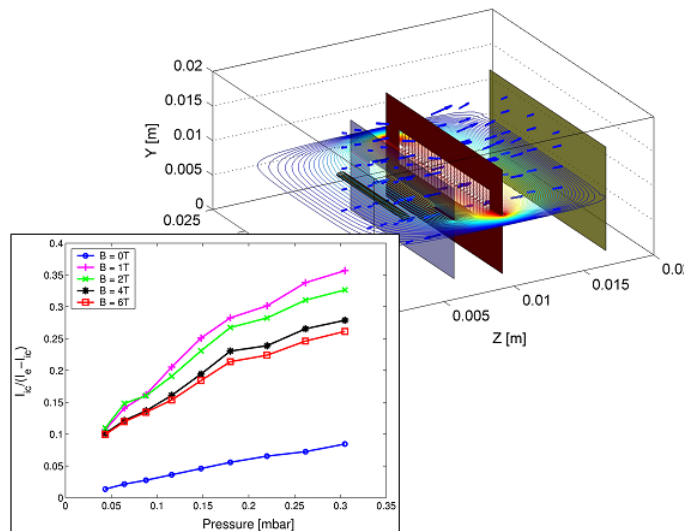 0.02
0.015
0.01
0.005
0
Y [m]
0.025
0.005
0.01
0.015
0.02
Z [m]
0.4
0.35
0.3
0.25
0.2
0.15
0.1
0.05
0
I_ic/(I_e-I_ic)
B = 0T
B = 1T
B = 2T
B = 4T
B = 6T
0 0.05 0.1 0.15 0.2 0.25 0.3 0.35
Pressure [mbar]